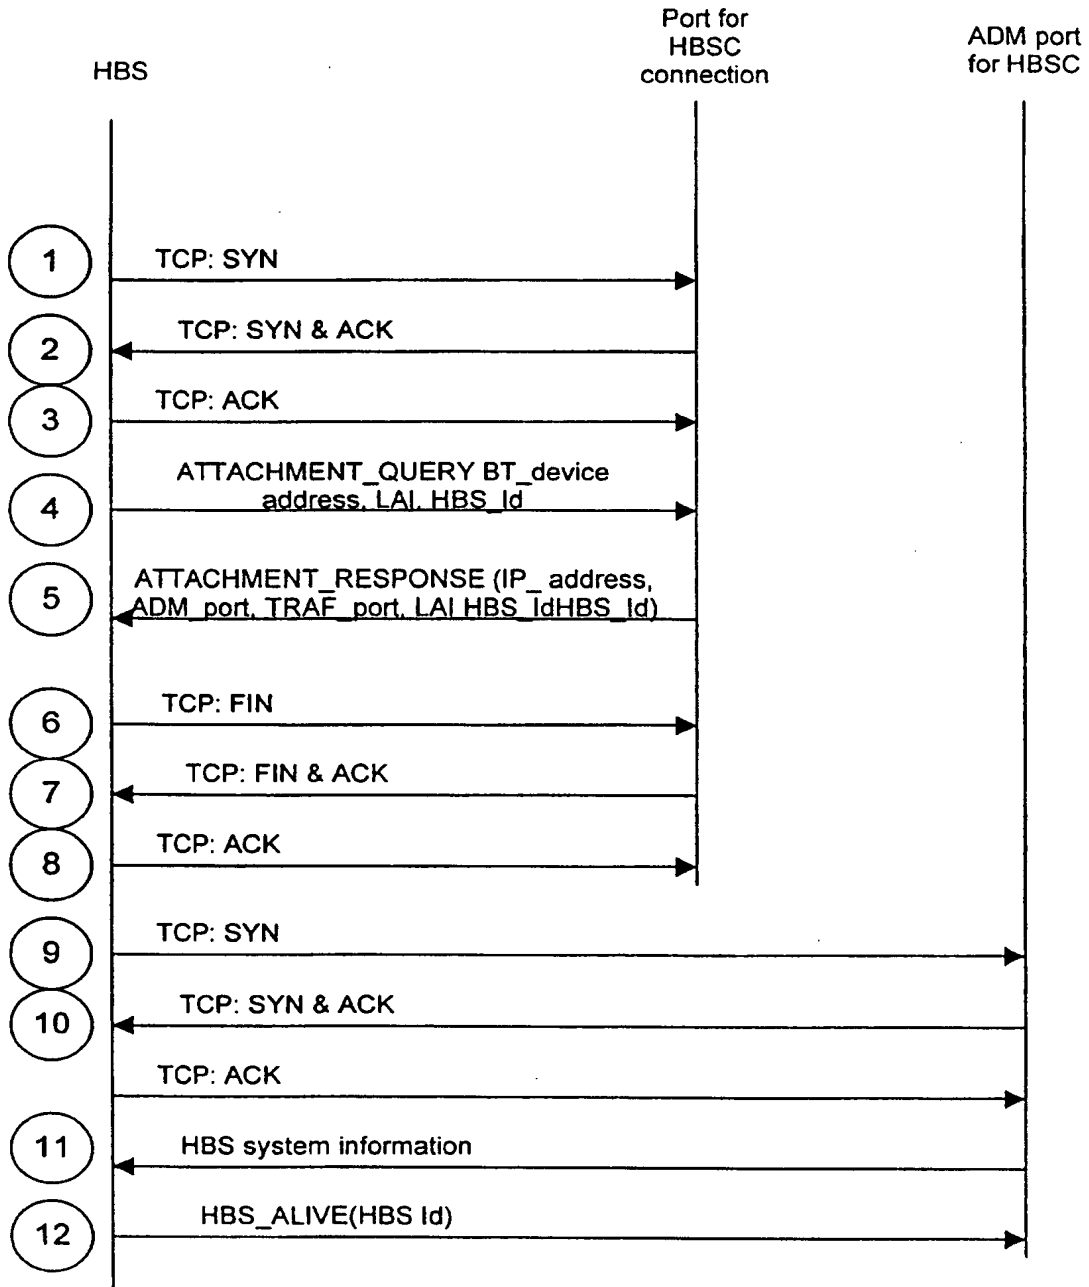 HBS
Port for
HBSC
connection
ADM port
for HBSC
1
TCP: SYN
2
TCP: SYN & ACK
3
TCP: ACK
4
ATTACHMENT_QUERY BT_device
address, LAI, HBS_Id
5
ATTACHMENT_RESPONSE (IP_ address,
ADM_port, TRAF_port, LAI HBS_IdHBS_Id)
6
TCP: FIN
7
TCP: FIN & ACK
8
TCP: ACK
9
TCP: SYN
10
TCP: SYN & ACK
TCP: ACK
11
HBS system information
12
HBS_ALIVE(HBS Id)